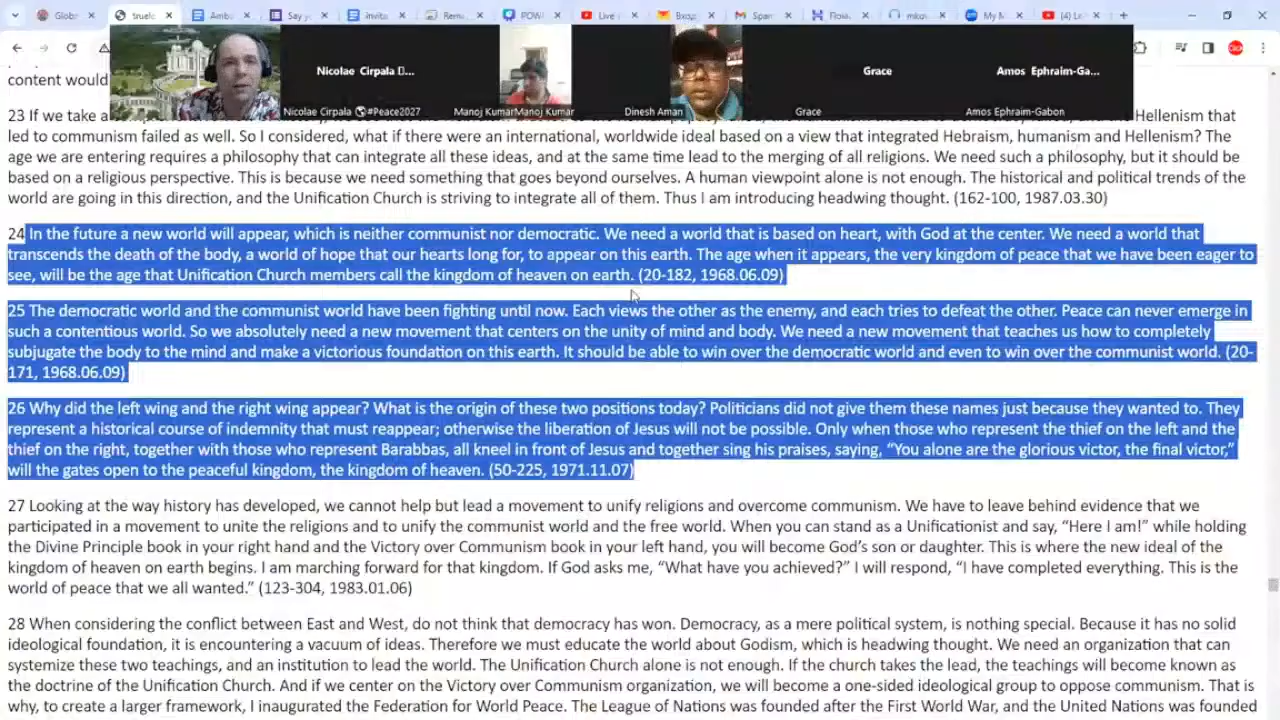 Globa
truelo
Amba
Say y
Invita
Rema
POW
Live
Вход
Spam
Flow
mkov
My M
(4) Le
Nicolae Cirpala
Manoj Kumar
Grace
Amos Ephraim-Ga...
Nicolae Cirpala #Peace2027
Manoj KumarManoj Kumar
Dinesh Aman
Grace
Amos Ephraim-Gabon
content would
23 If we take a
Hellenism that
led to communism failed as well. So I considered, what if there were an international, worldwide ideal based on a view that integrated Hebraism, humanism and Hellenism? The
age we are entering requires a philosophy that can integrate all these ideas, and at the same time lead to the merging of all religions. We need such a philosophy, but it should be
based on a religious perspective. This is because we need something that goes beyond ourselves. A human viewpoint alone is not enough. The historical and political trends of the
world are going in this direction, and the Unification Church is striving to integrate all of them. Thus I am introducing headwing thought. (162-100, 1987.03.30)
24 In the future a new world will appear, which is neither communist nor democratic. We need a world that is based on heart, with God at the center. We need a world that
transcends the death of the body, a world of hope that our hearts long for, to appear on this earth. The age when it appears, the very kingdom of peace that we have been eager to
see, will be the age that Unification Church members call the kingdom of heaven on earth. (20-182, 1968.06.09)
25 The democratic world and the communist world have been fighting until now. Each views the other as the enemy, and each tries to defeat the other. Peace can never emerge in
such a contentious world. So we absolutely need a new movement that centers on the unity of mind and body. We need a new movement that teaches us how to completely
subjugate the body to the mind and make a victorious foundation on this earth. It should be able to win over the democratic world and even to win over the communist world. (20-
171, 1968.06.09)
26 Why did the left wing and the right wing appear? What is the origin of these two positions today? Politicians did not give them these names just because they wanted to. They
represent a historical course of indemnity that must reappear; otherwise the liberation of Jesus will not be possible. Only when those who represent the thief on the left and the
thief on the right, together with those who represent Barabbas, all kneel in front of Jesus and together sing his praises, saying, “You alone are the glorious victor, the final victor,”
will the gates open to the peaceful kingdom, the kingdom of heaven. (50-225, 1971.11.07)
27 Looking at the way history has developed, we cannot help but lead a movement to unify religions and overcome communism. We have to leave behind evidence that we
participated in a movement to unite the religions and to unify the communist world and the free world. When you can stand as a Unificationist and say, “Here I am!” while holding
the Divine Principle book in your right hand and the Victory over Communism book in your left hand, you will become God’s son or daughter. This is where the new ideal of the
kingdom of heaven on earth begins. I am marching forward for that kingdom. If God asks me, “What have you achieved?” I will respond, “I have completed everything. This is the
world of peace that we all wanted.” (123-304, 1983.01.06)
28 When considering the conflict between East and West, do not think that democracy has won. Democracy, as a mere political system, is nothing special. Because it has no solid
ideological foundation, it is encountering a vacuum of ideas. Therefore we must educate the world about Godism, which is headwing thought. We need an organization that can
systemize these two teachings, and an institution to lead the world. The Unification Church alone is not enough. If the church takes the lead, the teachings will become known as
the doctrine of the Unification Church. And if we center on the Victory over Communism organization, we will become a one-sided ideological group to oppose communism. That is
why, to create a larger framework, I inaugurated the Federation for World Peace. The League of Nations was founded after the First World War, and the United Nations was founded